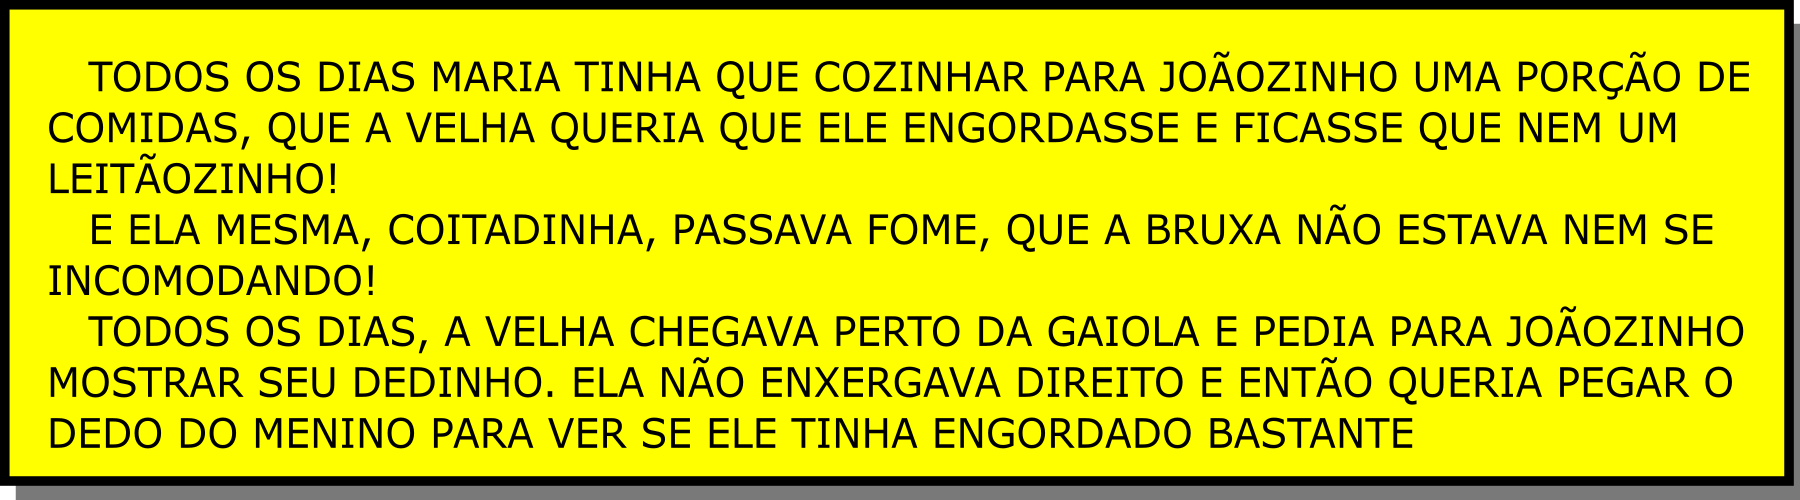 TODOS OS DIAS MARIA TINHA QUE COZINHAR PARA JOÃOZINHO UMA PORÇÃO DE
COMIDAS, QUE A VELHA QUERIA QUE ELE ENGORDASSE E FICASSE QUE NEM UM
LEITÃOZINHO!
E ELA MESMA, COITADINHA, PASSAVA FOME, QUE A BRUXA NÃO ESTAVA NEM SE
INCOMODANDO!
TODOS OS DIAS, A VELHA CHEGAVA PERTO DA GAIOLA E PEDIA PARA JOÃOZINHO
MOSTRAR SEU DEDINHO. ELA NÃO ENXERGAVA DIREITO E ENTÃO QUERIA PEGAR O
DEDO DO MENINO PARA VER SE ELE TINHA ENGORDADO BASTANTE